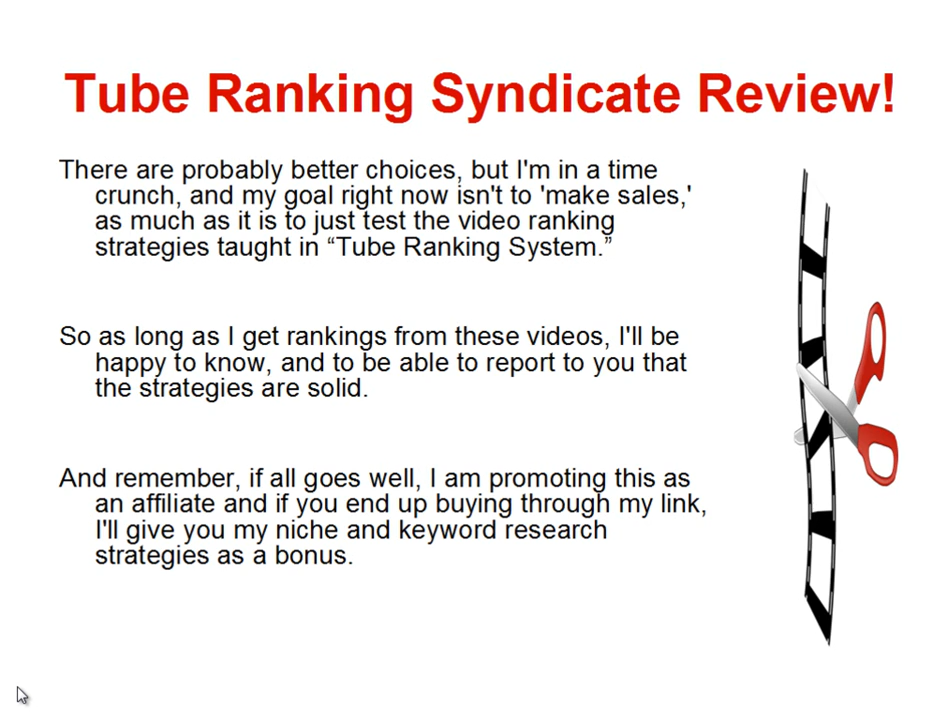 Tube Ranking Syndicate Review!
There are probably better choices, but I'm in a time
crunch, and my goal right now isn't to 'make sales,'
as much as it is to just test the video ranking
strategies taught in “Tube Ranking System.”
So as long as I get rankings from these videos, I'll be
happy to know, and to be able to report to you that
the strategies are solid.
And remember, if all goes well, I am promoting this as
an affiliate and if you end up buying through my link,
I'll give you my niche and keyword research
strategies as a bonus.